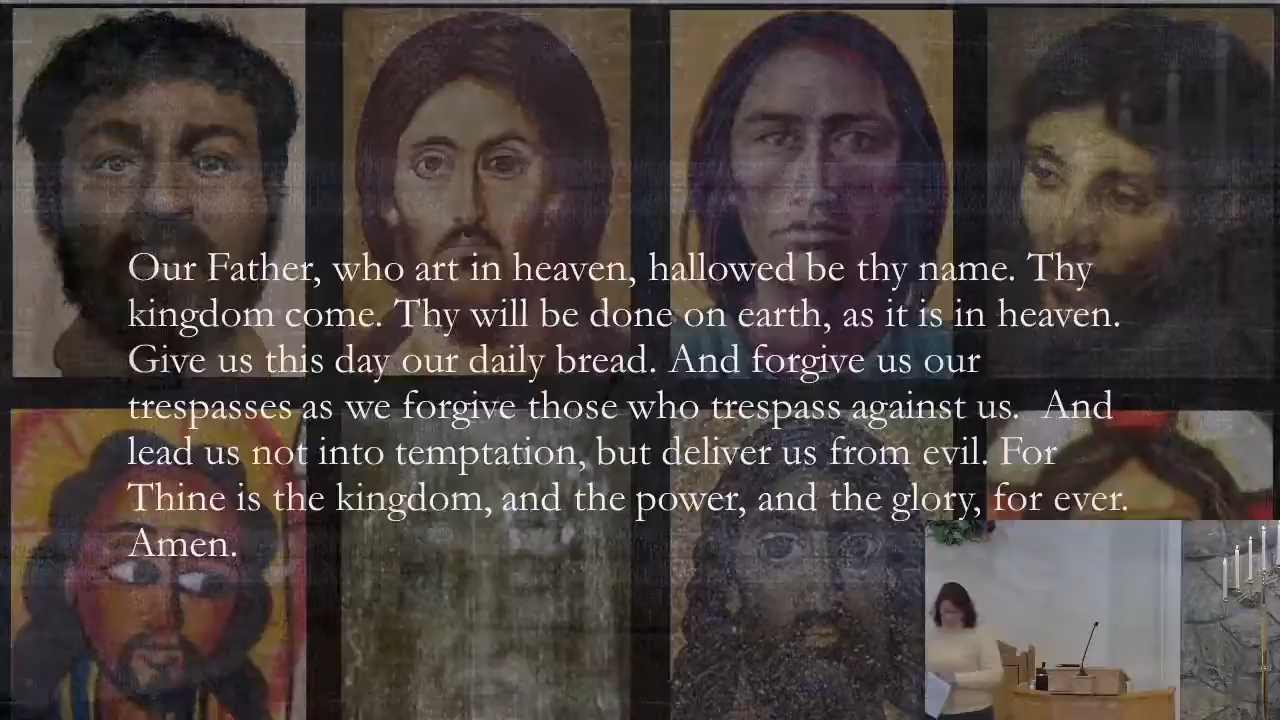 Our Father, who art in heaven, hallowed be thy name. Thy
kingdom come. Thy will be done on earth, as it is in heaven.
Give us this day our daily bread. And forgive us our
trespasses as we forgive those who trespass against us.  And
lead us not into temptation, but deliver us from evil. For
Thine is the kingdom, and the power, and the glory, for ever.
Amen.